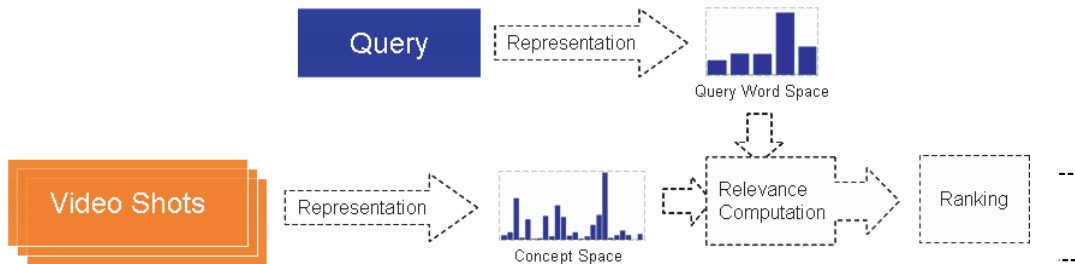 Query
Representation
Query Word Space
Video Shots
Representation
Concept Space
Relevance
Computation
Ranking